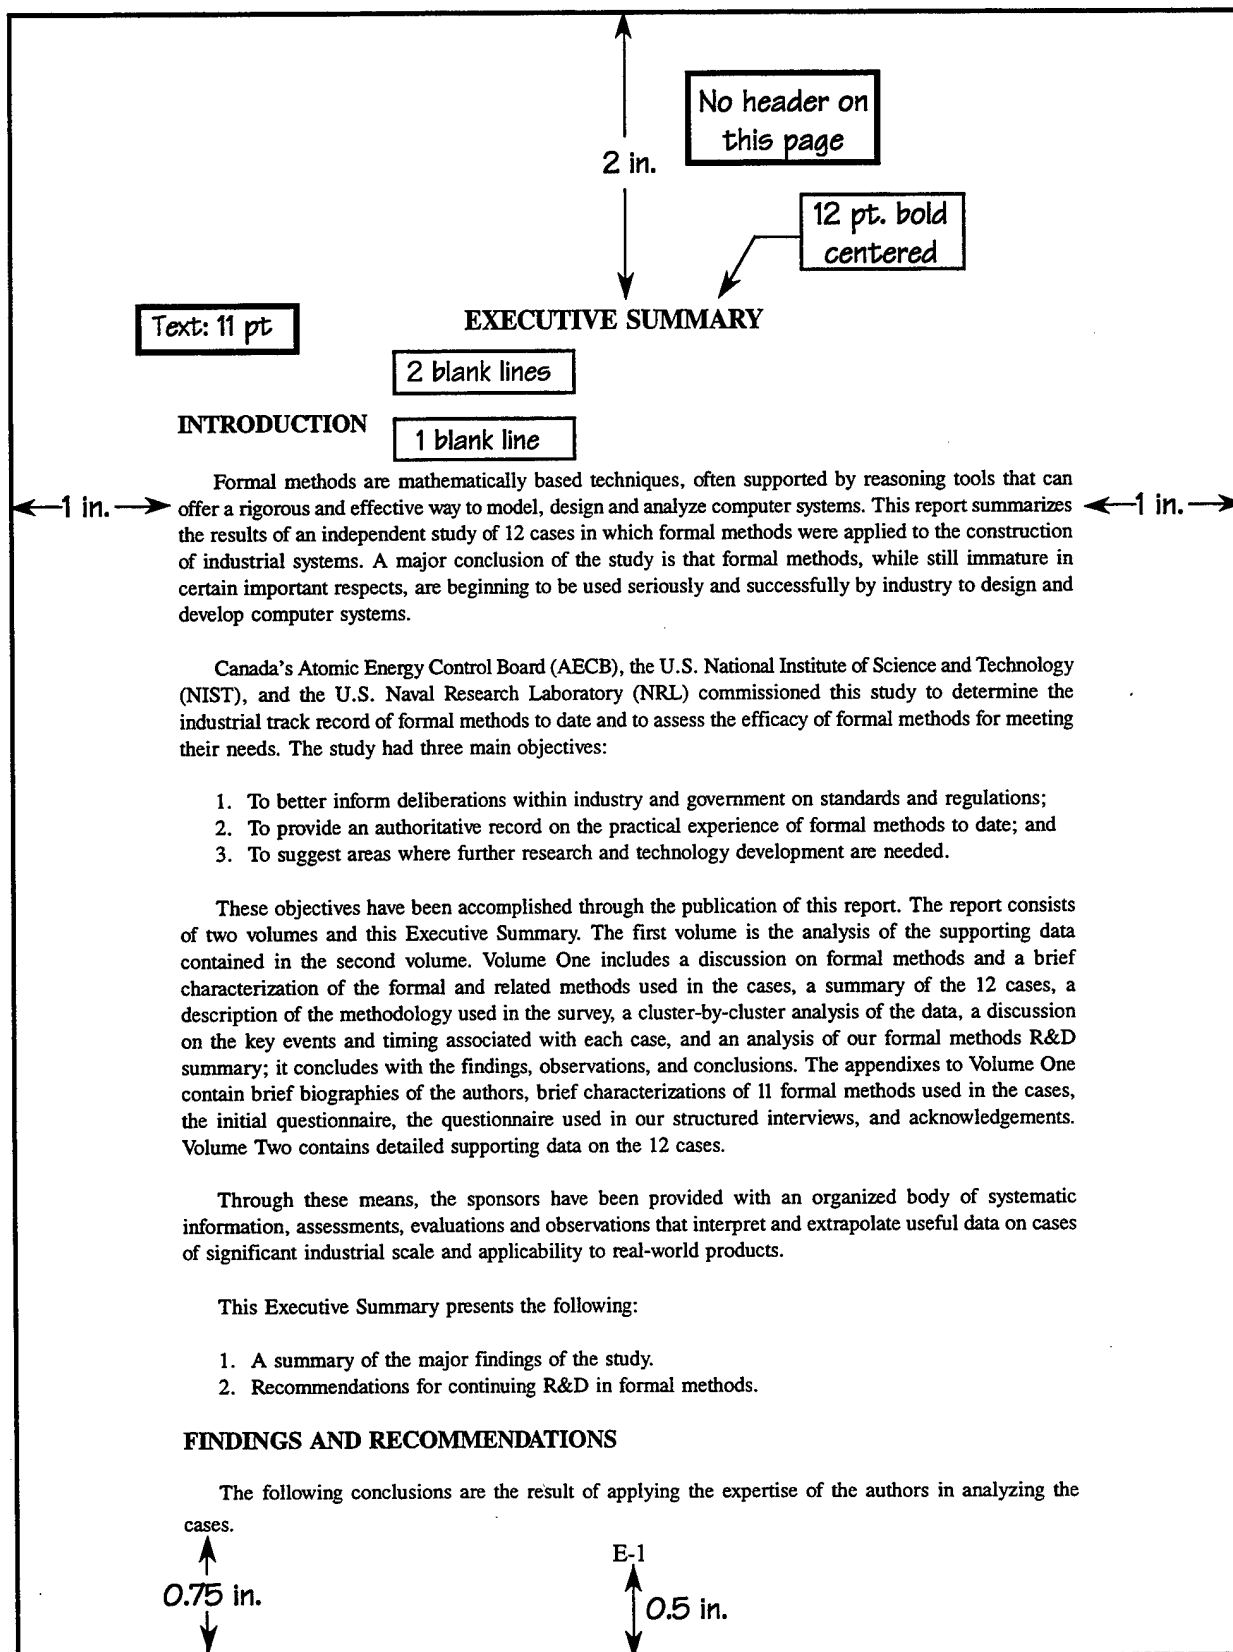 No header on
this page
2 in.
12 pt. bold
centered
Text: 11 pt
EXECUTIVE SUMMARY
2 blank lines
INTRODUCTION
1 blank line
Formal methods are mathematically based techniques, often supported by reasoning tools that can
1 in.
offer a rigorous and effective way to model, design and analyze computer systems. This report summarizes
1 in.
the results of an independent study of 12 cases in which formal methods were applied to the construction
of industrial systems. A major conclusion of the study is that formal methods, while still immature in
certain important respects, are beginning to be used seriously and successfully by industry to design and
develop computer systems.
Canada's Atomic Energy Control Board (AECB), the U.S. National Institute of Science and Technology
(NIST), and the U.S. Naval Research Laboratory (NRL) commissioned this study to determine the
industrial track record of formal methods to date and to assess the efficacy of formal methods for meeting
their needs. The study had three main objectives:
1. To better inform deliberations within industry and government on standards and regulations;
2. To provide an authoritative record on the practical experience of formal methods to date; and
3. To suggest areas where further research and technology development are needed.
These objectives have been accomplished through the publication of this report. The report consists
of two volumes and this Executive Summary. The first volume is the analysis of the supporting data
contained in the second volume. Volume One includes a discussion on formal methods and a brief
characterization of the formal and related methods used in the cases, a summary of the 12 cases, a
description of the methodology used in the survey, a cluster-by-cluster analysis of the data, a discussion
on the key events and timing associated with each case, and an analysis of our formal methods R&D
summary; it concludes with the findings, observations, and conclusions. The appendixes to Volume One
contain brief biographies of the authors, brief characterizations of 11 formal methods used in the cases,
the initial questionnaire, the questionnaire used in our structured interviews, and acknowledgements.
Volume Two contains detailed supporting data on the 12 cases.
Through these means, the sponsors have been provided with an organized body of systematic
information, assessments, evaluations and observations that interpret and extrapolate useful data on cases
of significant industrial scale and applicability to real-world products.
This Executive Summary presents the following:
1. A summary of the major findings of the study.
2. Recommendations for continuing R&D in formal methods.
FINDINGS AND RECOMMENDATIONS
The following conclusions are the result of applying the expertise of the authors in analyzing the
cases.
E-1
0.75 in.
0.5 in.